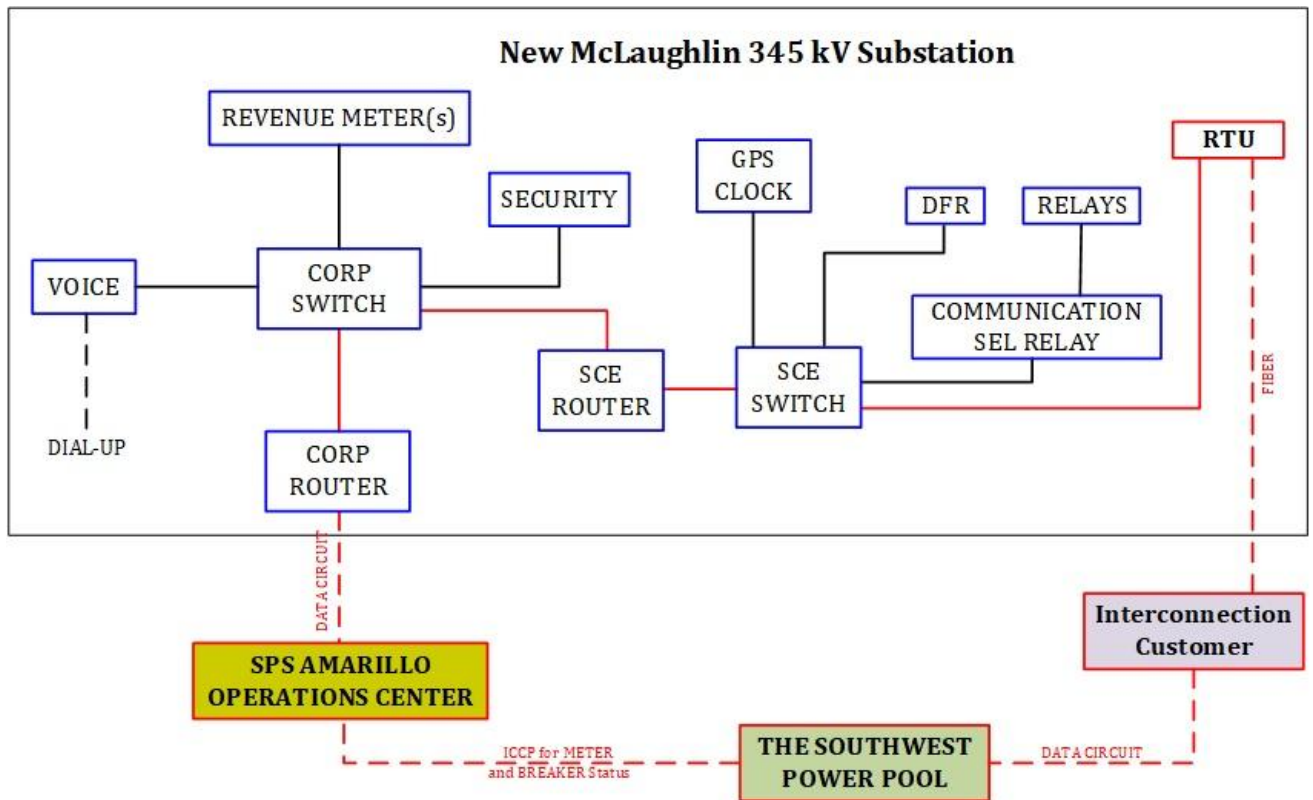 New McLaughlin 345 kV Substation
REVENUE METER(s)
RTU
GPS
CLOCK
SECURITY
DFR
RELAYS
VOICE
CORP
SWITCH
COMMUNICATION
SEL RELAY
SCE
ROUTER
SCE
SWITCH
FIBER
DIAL-UP
CORP
ROUTER
DATA CIRCUIT
Interconnection
Customer
SPS AMARILLO
OPERATIONS CENTER
ICCP for METER
and BREAKER Status
THE SOUTHWEST
POWER POOL
DATA CIRCUIT